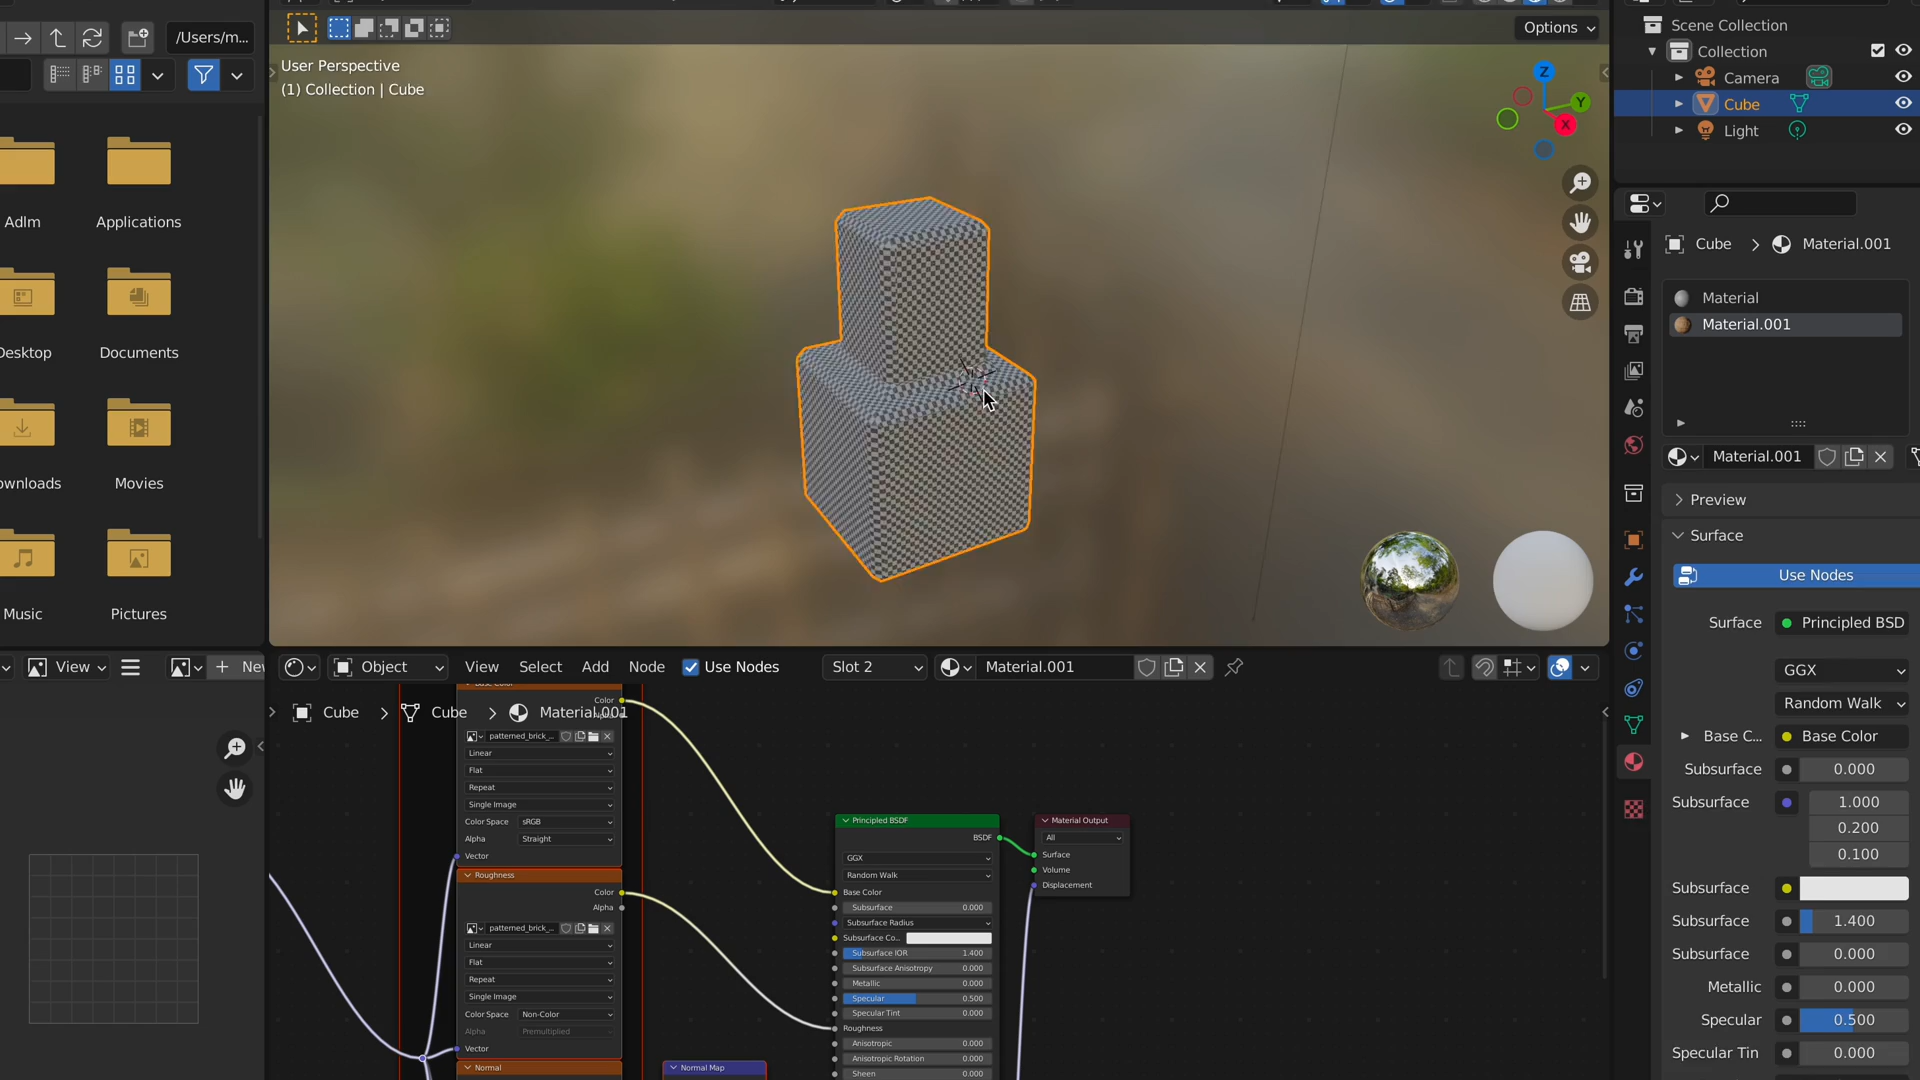 /Users/m...
Options
User Perspective
(1) Collection | Cube
Z
Y
X
Adlm
Applications
Desktop
Documents
Downloads
Movies
Music
Pictures
Scene Collection
Collection
Camera
Cube
Light
Cube > Material.001
Material
Material.001
Material.001
Preview
Surface
Use Nodes
Surface Principled BSD
GGX
Random Walk
Base C... Base Color
Subsurface 0.000
Subsurface 1.000
0.200
0.100
Subsurface
Subsurface 1.400
Subsurface 0.000
Metallic 0.000
Specular 0.500
Specular Tin 0.000
View
+ Nev
Object
View
Select
Add
Node
Use Nodes
Slot 2
Material.001
Cube > Cube > Material.001
Color
patterned_brick_...
Linear
Flat
Repeat
Single Image
Color Space sRGB
Alpha Straight
Vector
Roughness
Color
Alpha
patterned_brick_...
Linear
Flat
Repeat
Single Image
Color Space Non-Color
Alpha Premultiplied
Vector
Normal
Normal Map
Principled BSDF
BSDF
GGX
Random Walk
Base Color
Subsurface 0.000
Subsurface Radius
Subsurface Co...
Subsurface IOR 1.400
Subsurface Anisotropy 0.000
Metallic 0.000
Specular 0.500
Specular Tint 0.000
Roughness
Anisotropic 0.000
Anisotropic Rotation 0.000
Sheen 0.000
Material Output
All
Surface
Volume
Displacement